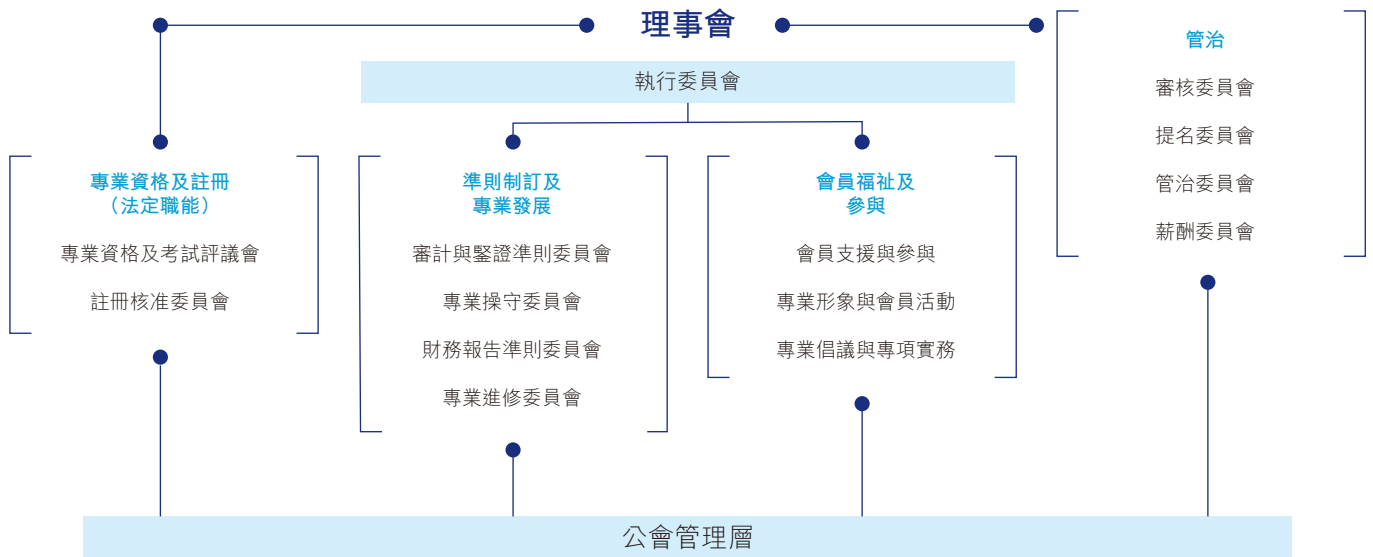 理事會
執行委員會
專業資格及註冊
（法定職能）
專業資格及考試評議會
註冊核准委員會
準則制訂及
專業發展
審計與鑒證準則委員會
專業操守委員會
財務報告準則委員會
專業進修委員會
會員福祉及
參與
會員支援與參與
專業形象與會員活動
專業倡議與專項實務
管治
審核委員會
提名委員會
管治委員會
薪酬委員會
公會管理層